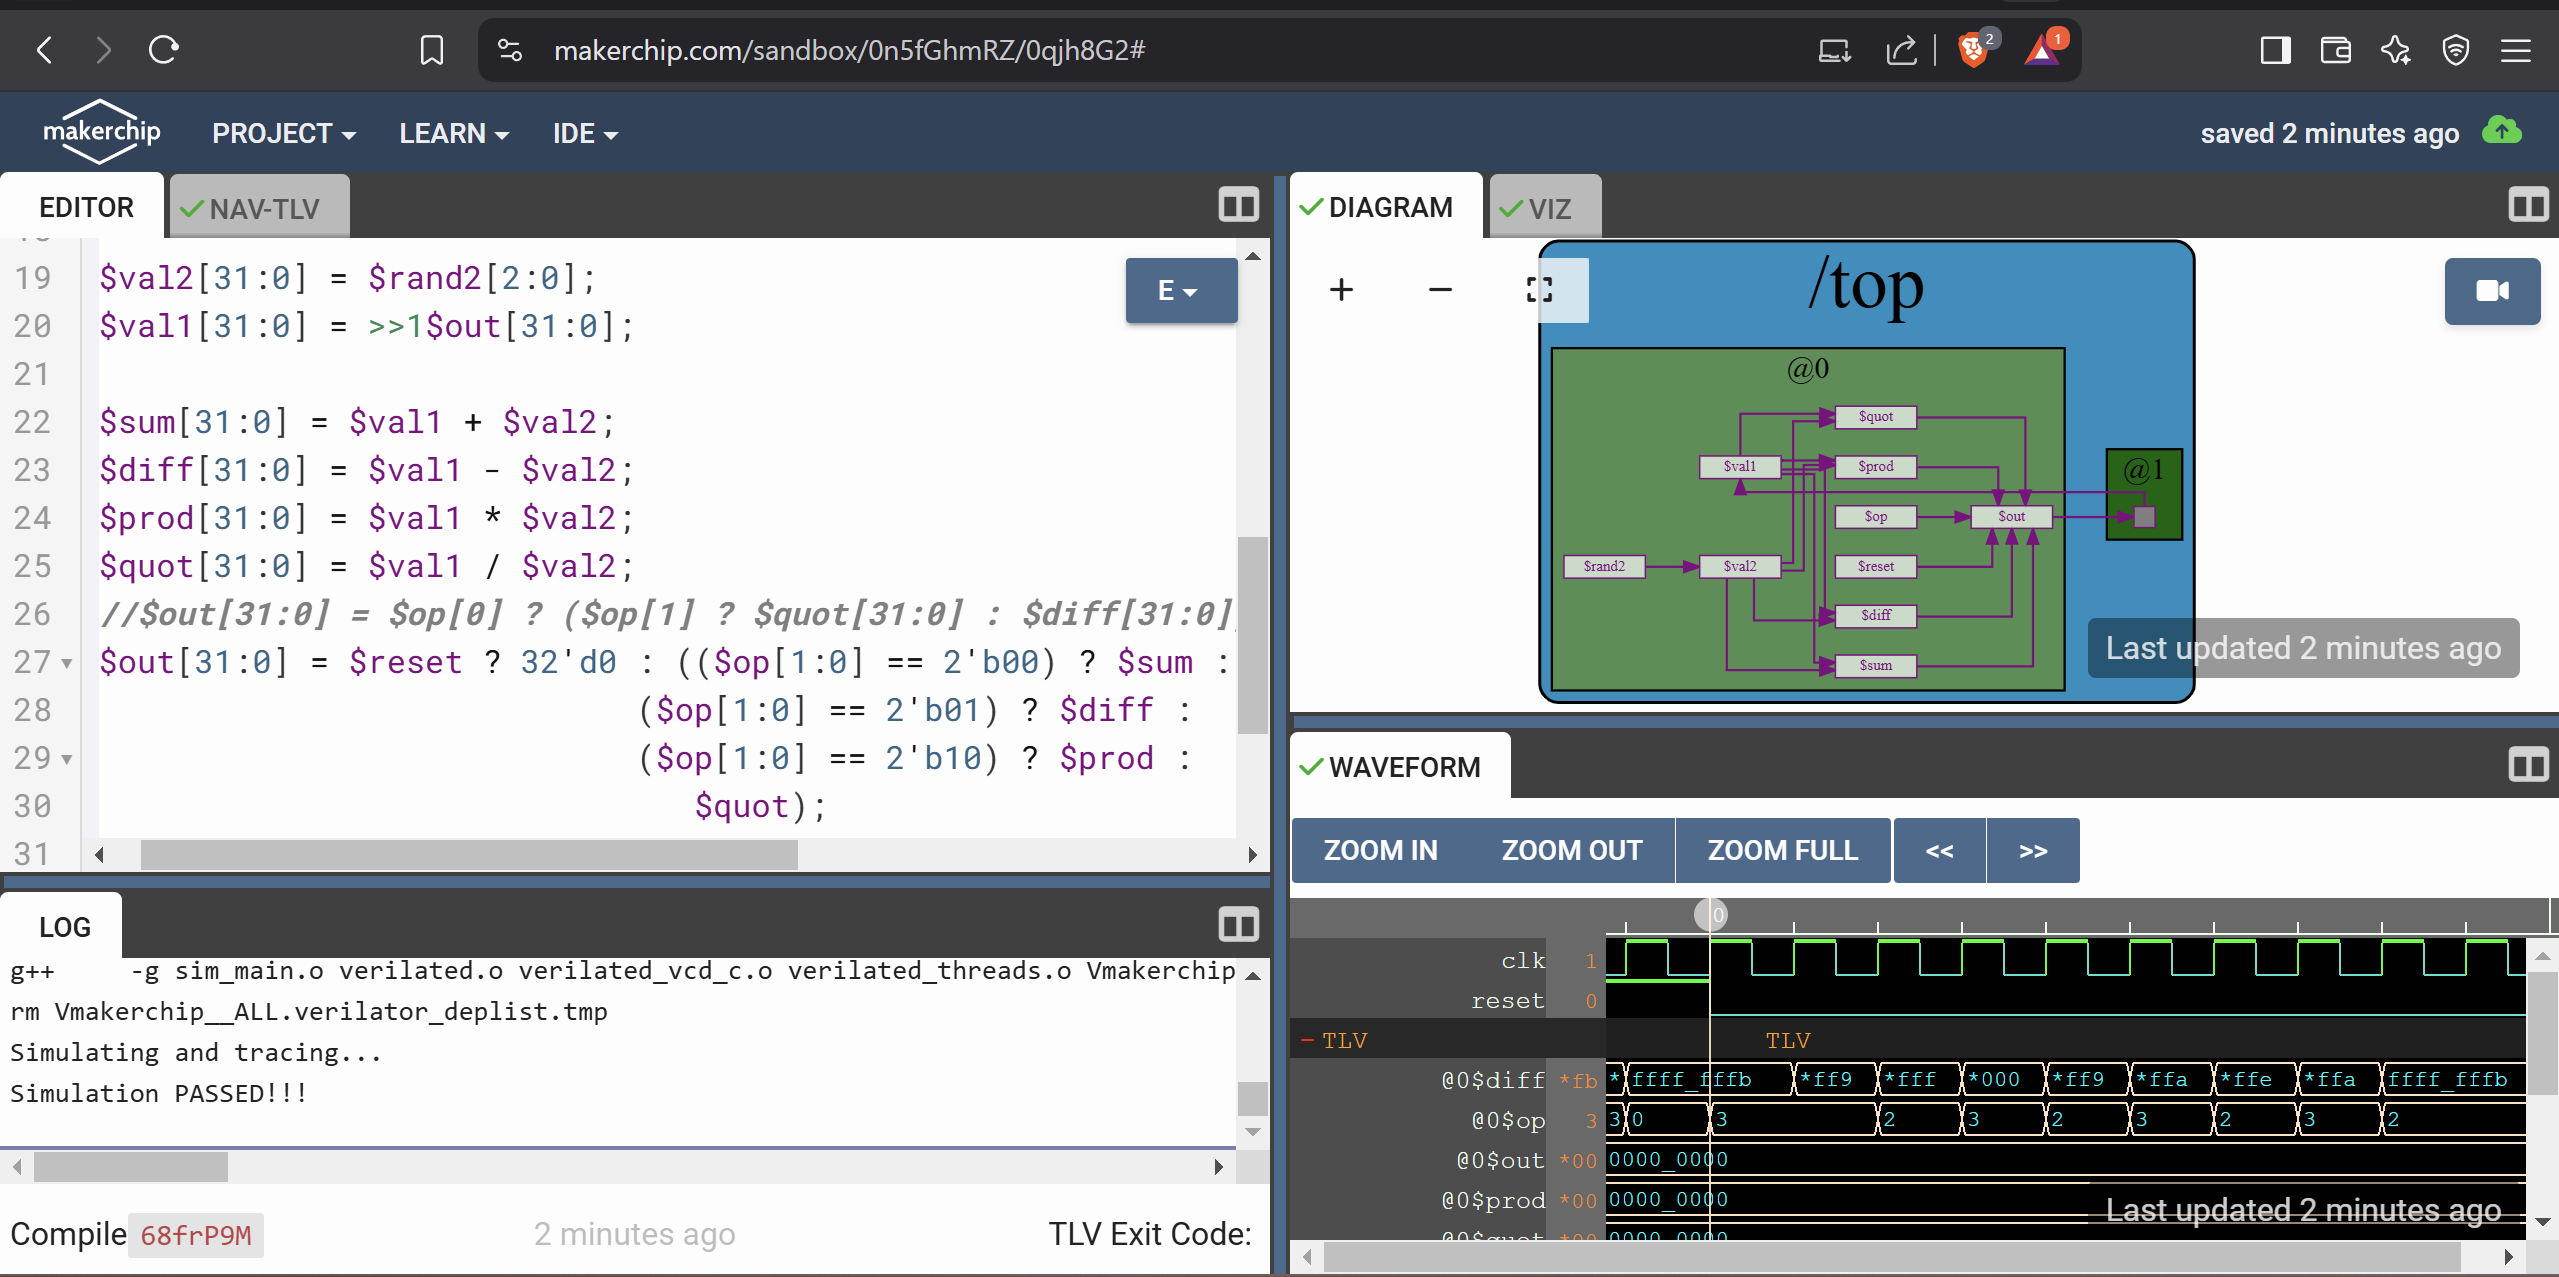 makerchip.com/sandbox/0n5fGhmRZ/0qjh8G2#
2
1
makerchip
PROJECT
LEARN
IDE
saved 2 minutes ago
EDITOR
NAV-TLV
E
19 $val2[31:0] = $rand2[2:0];
20 $val1[31:0] = >>1$out[31:0];
21
22 $sum[31:0] = $val1 + $val2;
23 $diff[31:0] = $val1 - $val2;
24 $prod[31:0] = $val1 * $val2;
25 $quot[31:0] = $val1 / $val2;
26 //$out[31:0] = $op[0] ? ($op[1] ? $quot[31:0] : $diff[31:0]
27 $out[31:0] = $reset ? 32'd0 : (($op[1:0] == 2'b00) ? $sum :
28 ($op[1:0] == 2'b01) ? $diff :
29 ($op[1:0] == 2'b10) ? $prod :
30 $quot);
31
LOG
g++ -g sim_main.o verilated.o verilated_vcd_c.o verilated_threads.o Vmakerchip
rm Vmakerchip__ALL.verilator_deplist.tmp
Simulating and tracing...
Simulation PASSED!!!
Compile 68frP9M
2 minutes ago
TLV Exit Code:
DIAGRAM
VIZ
+
−
/top
@0
@1
$quot
$val1
$prod
$op
$out
$rand2
$val2
$reset
$diff
$sum
Last updated 2 minutes ago
WAVEFORM
ZOOM IN
ZOOM OUT
ZOOM FULL
<<
>>
0
clk 1
reset 0
− TLV TLV
@0$diff *fb * ffff_fffb *ff9 *fff *000 *ff9 *ffa *ffe *ffa ffff_fffb
@0$op 3 3 0 3 2 3 2 3 2 3 2
@0$out *00 0000_0000
@0$prod *00 0000_0000
Last updated 2 minutes ago
@0$quot *00 0000_0000